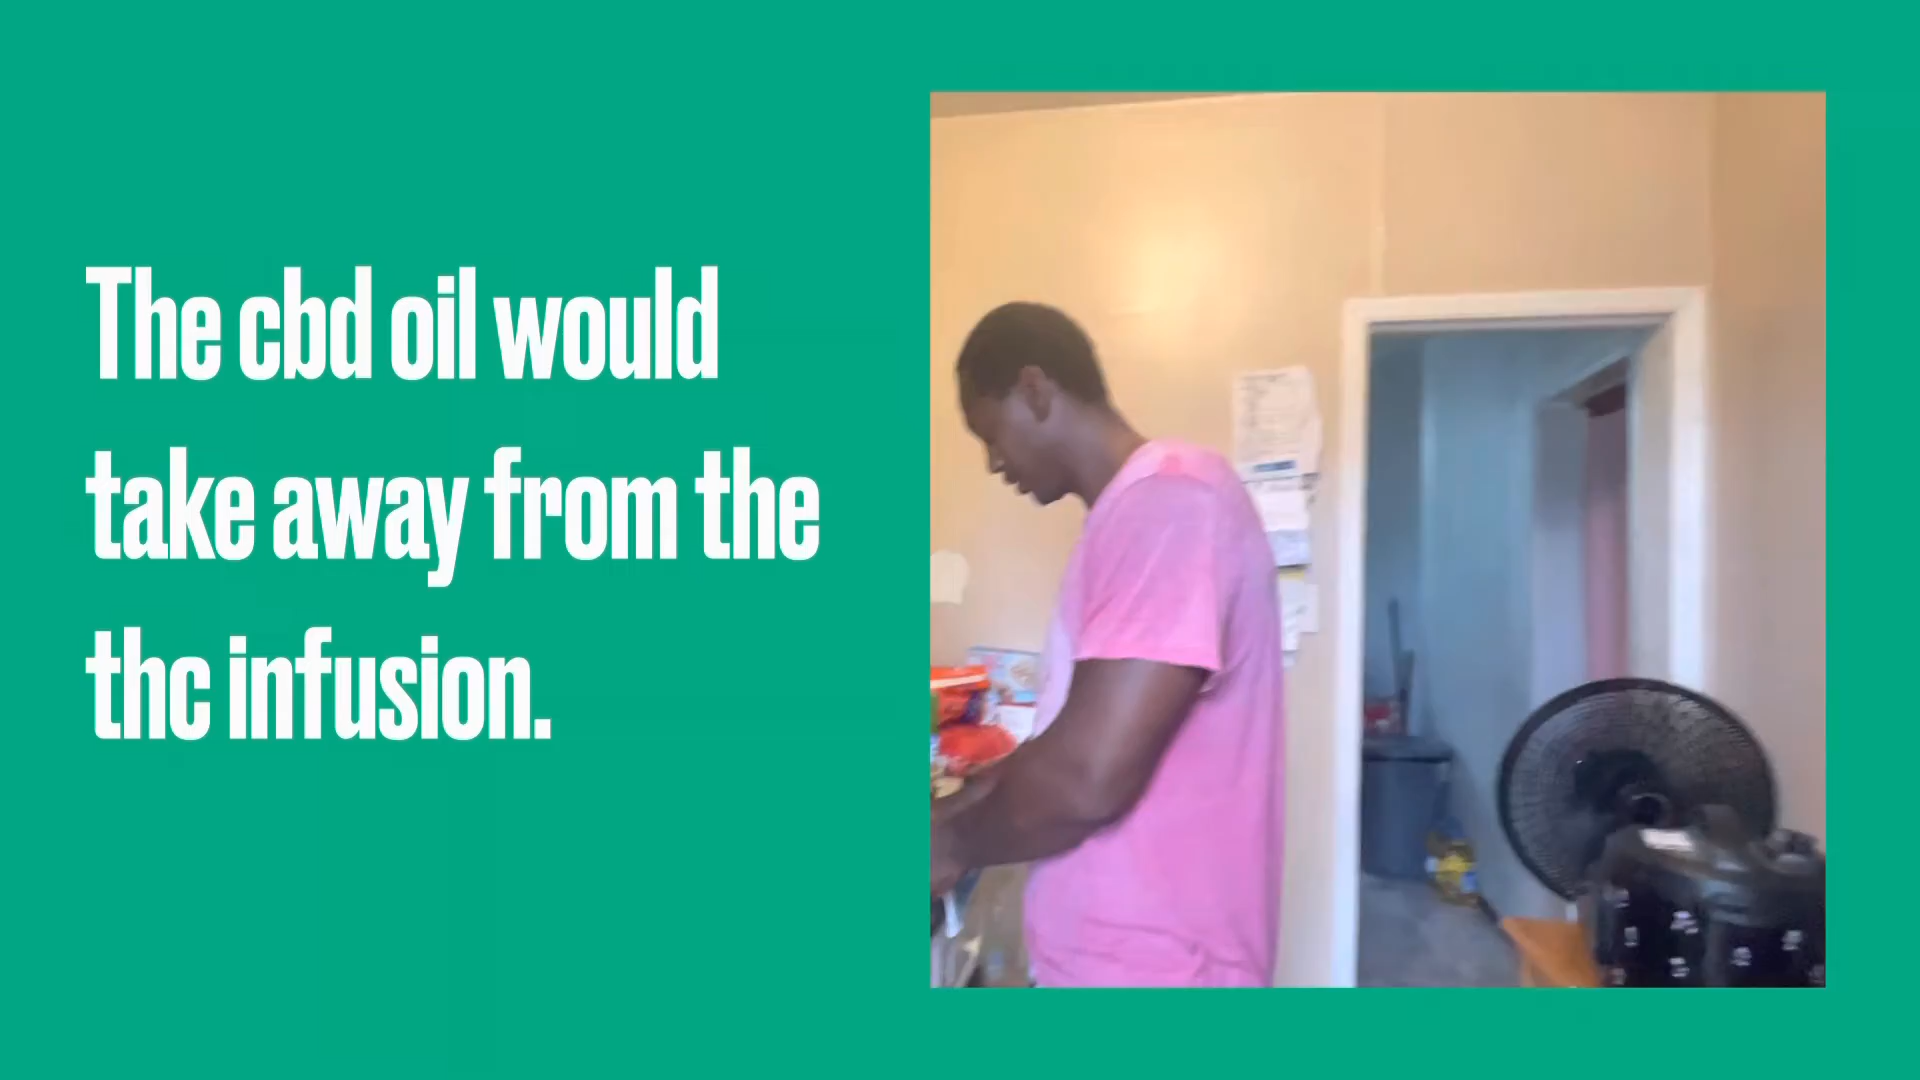 The cbd oil would
take away from the
thc infusion.